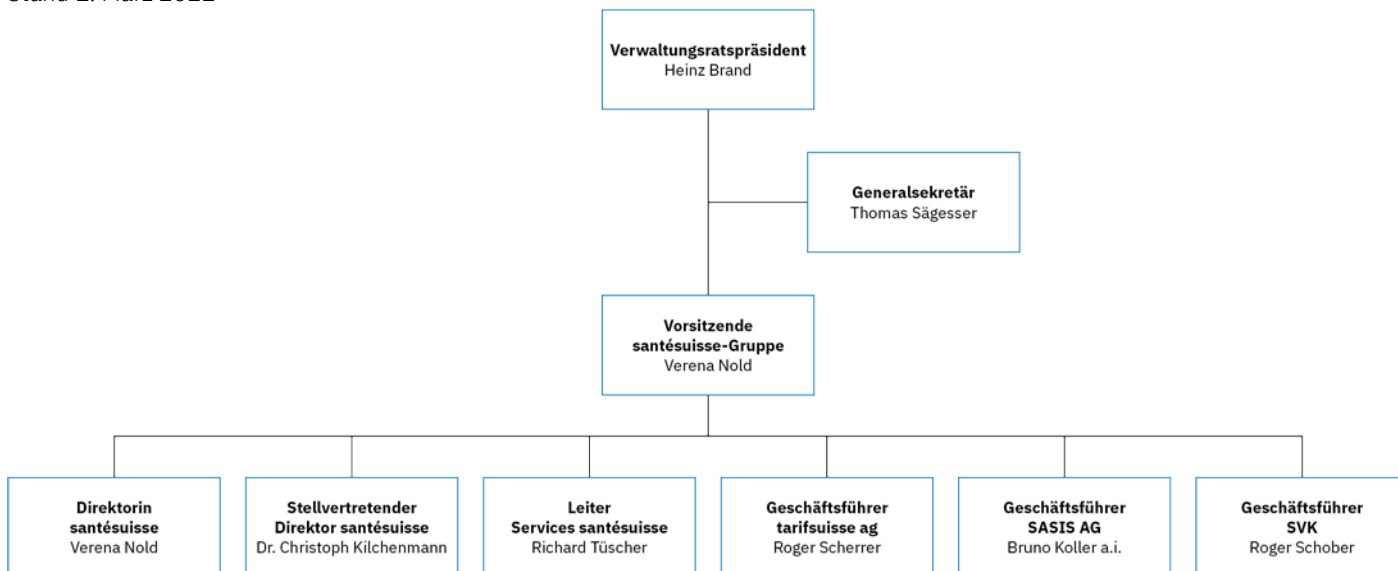 Verwaltungsratspräsident
Heinz Brand
Generalsekretär
Thomas Sägesser
Vorsitzende
santésuisse-Gruppe
Verena Nold
Direktorin
santésuisse
Verena Nold
Stellvertretender
Direktor santésuisse
Dr. Christoph Kilchenmann
Leiter
Services santésuisse
Richard Tüscher
Geschäftsführer
tarifsuisse ag
Roger Scherrer
Geschäftsführer
SASIS AG
Bruno Koller a.i.
Geschäftsführer
SVK
Roger Schober